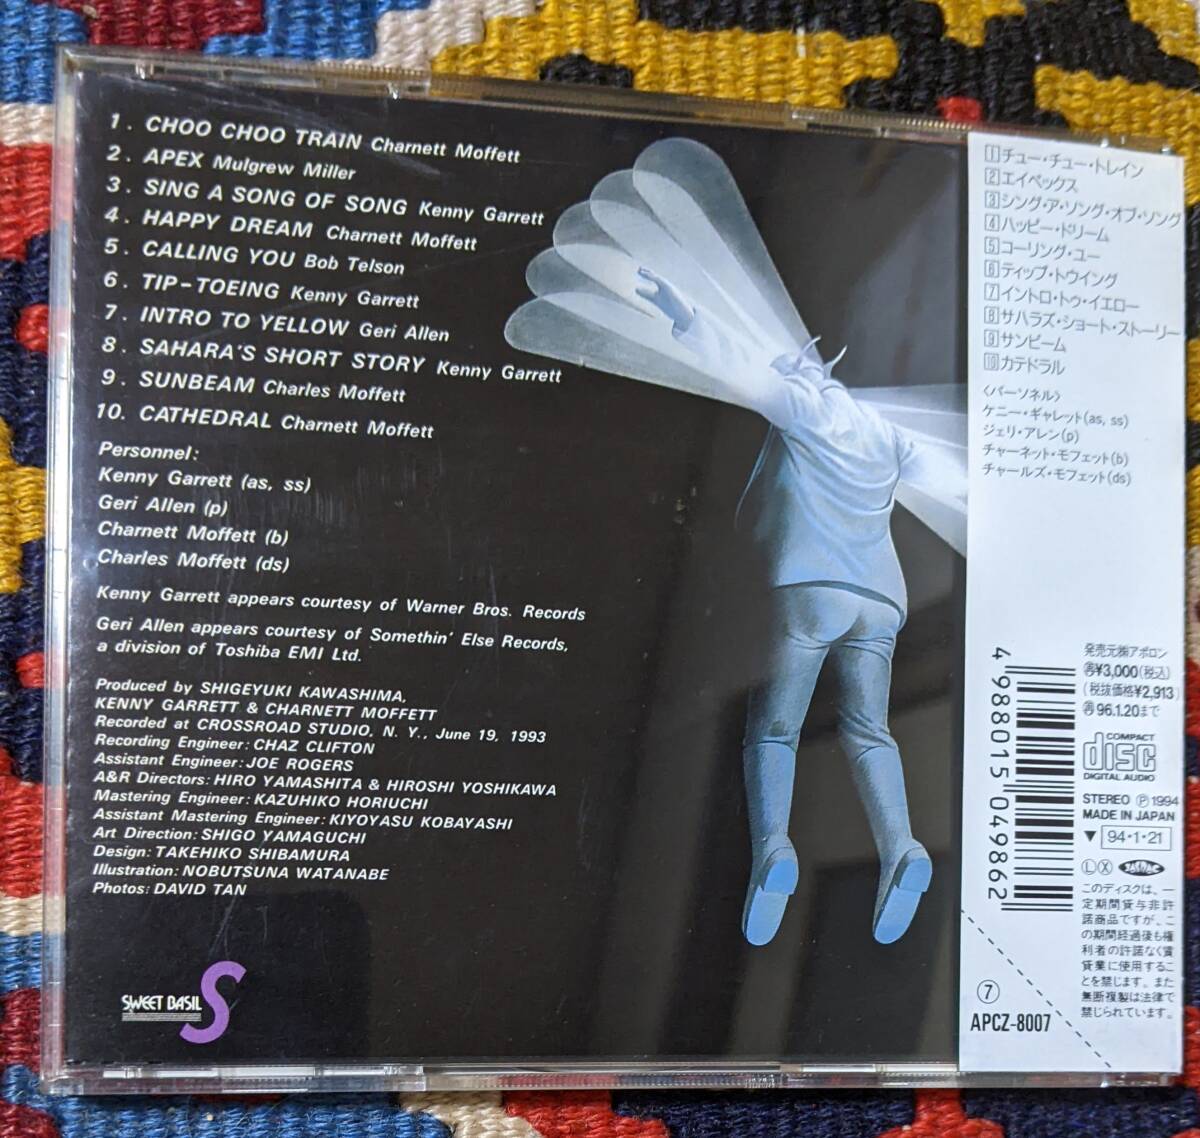 1. CHOO CHOO TRAIN Charnett Moffett
2. APEX Mulgrew Miller
3. SING A SONG OF SONG Kenny Garrett
4. HAPPY DREAM Charnett Moffett
5. CALLING YOU Bob Telson
6. TIP-TOEING Kenny Garrett
7. INTRO TO YELLOW Geri Allen
8. SAHARA'S SHORT STORY Kenny Garrett
9. SUNBEAM Charles Moffett
10. CATHEDRAL Charnett Moffett
Personnel:
Kenny Garrett (as, ss)
Geri Allen (p)
Charnett Moffett (b)
Charles Moffett (ds)
Kenny Garrett appears courtesy of Warner Bros. Records
Geri Allen appears courtesy of Somethin' Else Records,
a division of Toshiba EMI Ltd.
Produced by SHIGEYUKI KAWASHIMA,
KENNY GARRETT & CHARNETT MOFFETT
Recorded at CROSSROAD STUDIO, N. Y., June 19, 1993
Recording Engineer: CHAZ CLIFTON
Assistant Engineer: JOE ROGERS
A&R Directors: HIRO YAMASHITA & HIROSHI YOSHIKAWA
Mastering Engineer: KAZUHIKO HORIUCHI
Assistant Mastering Engineer: KIYOYASU KOBAYASHI
Art Direction: SHIGO YAMAGUCHI
Design: TAKEHIKO SHIBAMURA
Illustration: NOBUTSUNA WATANABE
Photos: DAVID TAN
SWEET BASIL S
1 チュー・チュー・トレイン
2 エイペックス
3 シング・ア・ソング・オブ・ソング
4 ハッピー・ドリーム
5 コーリング・ユー
6 ティップ・トウイング
7 イントロ・トゥ・イエロー
8 サハラズ・ショート・ストーリー
9 サンビーム
10 カテドラル
〈パーソネル〉
ケニー・ギャレット(as, ss)
ジェリ・アレン(p)
チャーネット・モフェット(b)
チャールズ・モフェット(ds)
4 988015 049862
発売元㈱アポロン
再¥3,000(税込)
(税抜価格¥2,913)
再96.1.20まで
COMPACT
disc
DIGITAL AUDIO
STEREO Ⓟ 1994
MADE IN JAPAN
▼ 94・1・21
Ⓛ Ⓧ JASRAC
このディスクは、一
定期間貸与非許
諾商品ですが、こ
の期間経過後も権
利者の許諾なく賃
貸業に使用するこ
とを禁じます。また
無断複製は法律で
禁じられています。
⑦
APCZ-8007